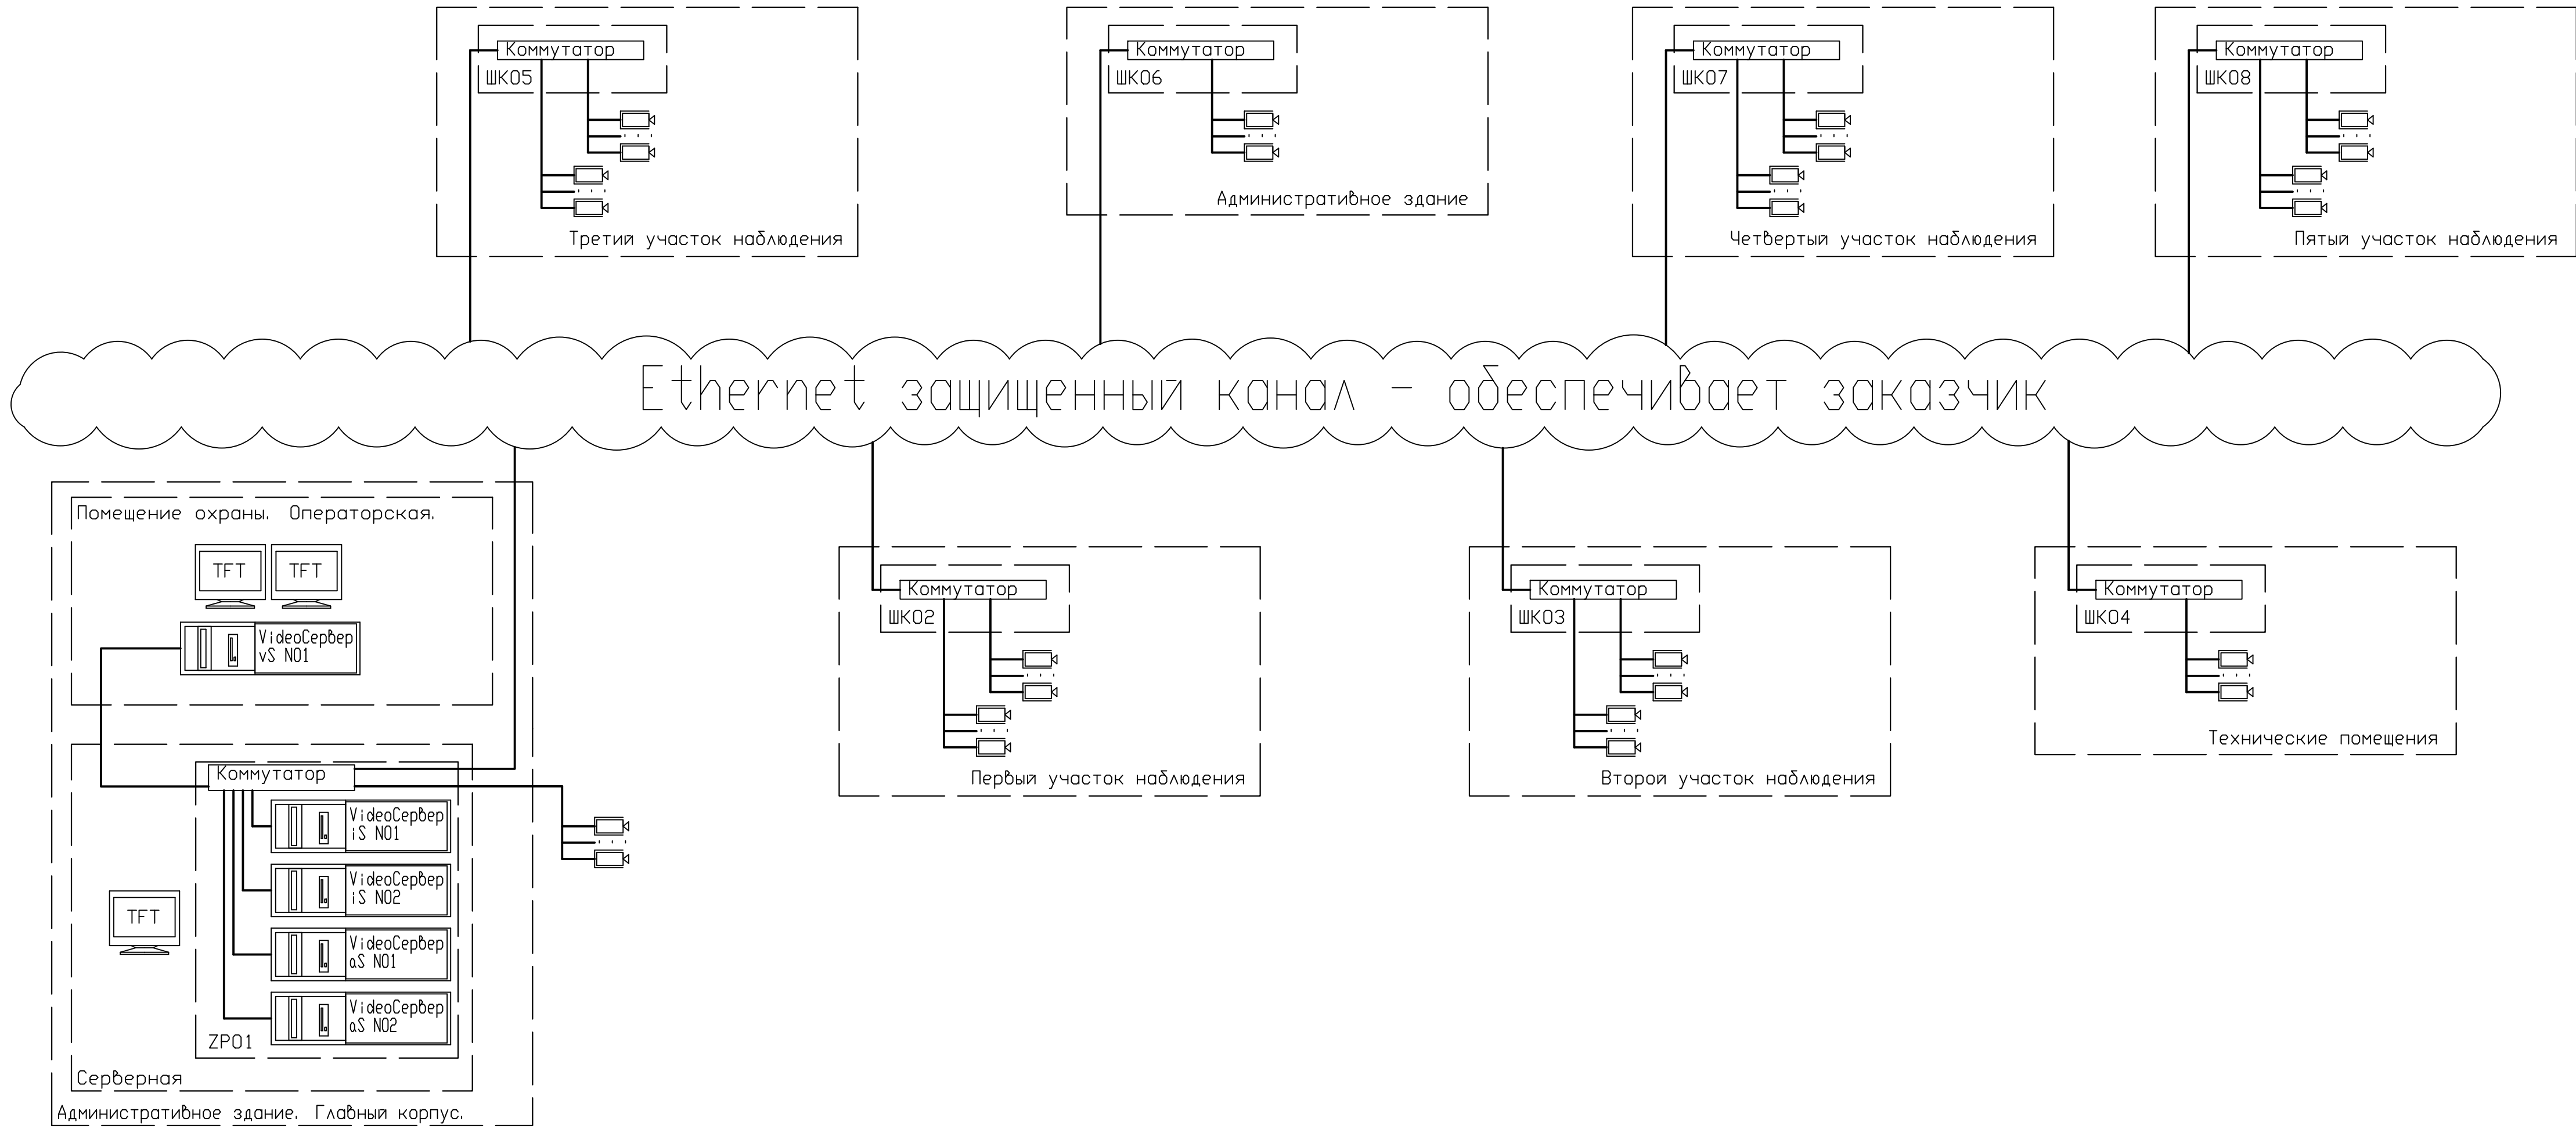 Коммутатор
ШК05
Третий участок наблюдения
Коммутатор
ШК06
Административное здание
Коммутатор
ШК07
Четвертый участок наблюдения
Коммутатор
ШК08
Пятый участок наблюдения
Ethernet защищенный канал - обеспечивает заказчик
Помещение охраны. Операторская.
TFT
TFT
VideoСервер
vS N01
Коммутатор
VideoСервер
iS N01
VideoСервер
iS N02
TFT
VideoСервер
aS N01
VideoСервер
aS N02
ZP01
Серверная
Административное здание. Главный корпус.
Коммутатор
ШК02
Первый участок наблюдения
Коммутатор
ШК03
Второй участок наблюдения
Коммутатор
ШК04
Технические помещения